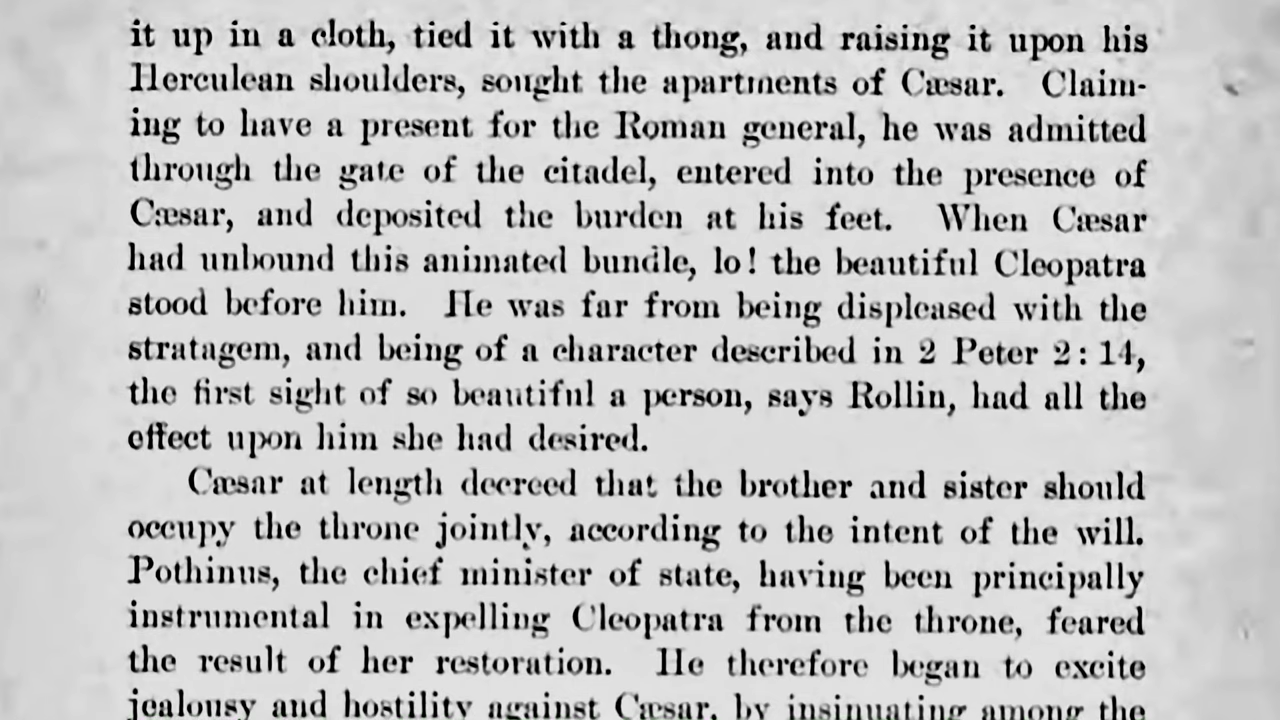 it up in a cloth, tied it with a thong, and raising it upon his
Herculean shoulders, sought the apartments of Cæsar. Claim-
ing to have a present for the Roman general, he was admitted
through the gate of the citadel, entered into the presence of
Cæsar, and deposited the burden at his feet. When Cæsar
had unbound this animated bundle, lo! the beautiful Cleopatra
stood before him. He was far from being displeased with the
stratagem, and being of a character described in 2 Peter 2:14,
the first sight of so beautiful a person, says Rollin, had all the
effect upon him she had desired.
Cæsar at length decreed that the brother and sister should
occupy the throne jointly, according to the intent of the will.
Pothinus, the chief minister of state, having been principally
instrumental in expelling Cleopatra from the throne, feared
the result of her restoration. He therefore began to excite
jealousy and hostility against Cæsar, by insinuating among the